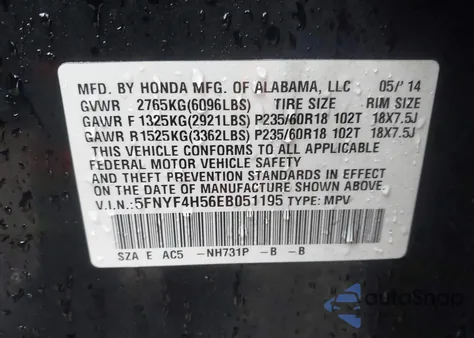 MFD. BY HONDA MFG. OF ALABAMA, LLC 05/'14
GVWR 2765KG(6096LBS) TIRE SIZE RIM SIZE
GAWR F 1325KG(2921LBS) P235/60R18 102T 18X7.5J
GAWR R 1525KG(3362LBS) P235/60R18 102T 18X7.5J
THIS VEHICLE CONFORMS TO ALL APPLICABLE
FEDERAL MOTOR VEHICLE SAFETY
AND THEFT PREVENTION STANDARDS IN EFFECT ON
THE DATE OF MANUFACTURE SHOWN ABOVE.
V.I.N.: 5FNYF4H56EB051195 TYPE: MPV
SZA E AC5 -NH731P -B -B
autoSnap